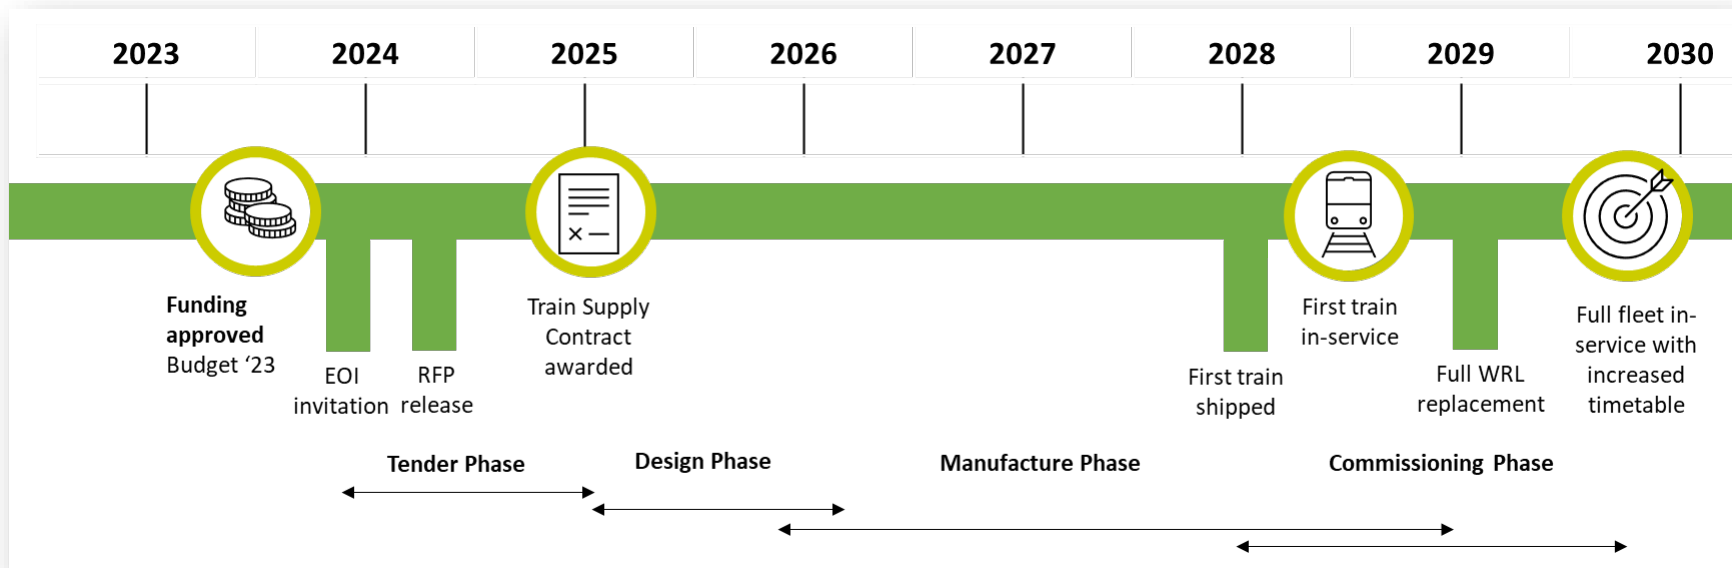 2023 2024 2025 2026 2027 2028 2029 2030
Funding
approved
Budget ‘23
EOI
invitation
RFP
release
Train Supply
Contract
awarded
First train
shipped
First train
in-service
Full WRL
replacement
Full fleet in-
service with
increased
timetable
Tender Phase
Design Phase
Manufacture Phase
Commissioning Phase